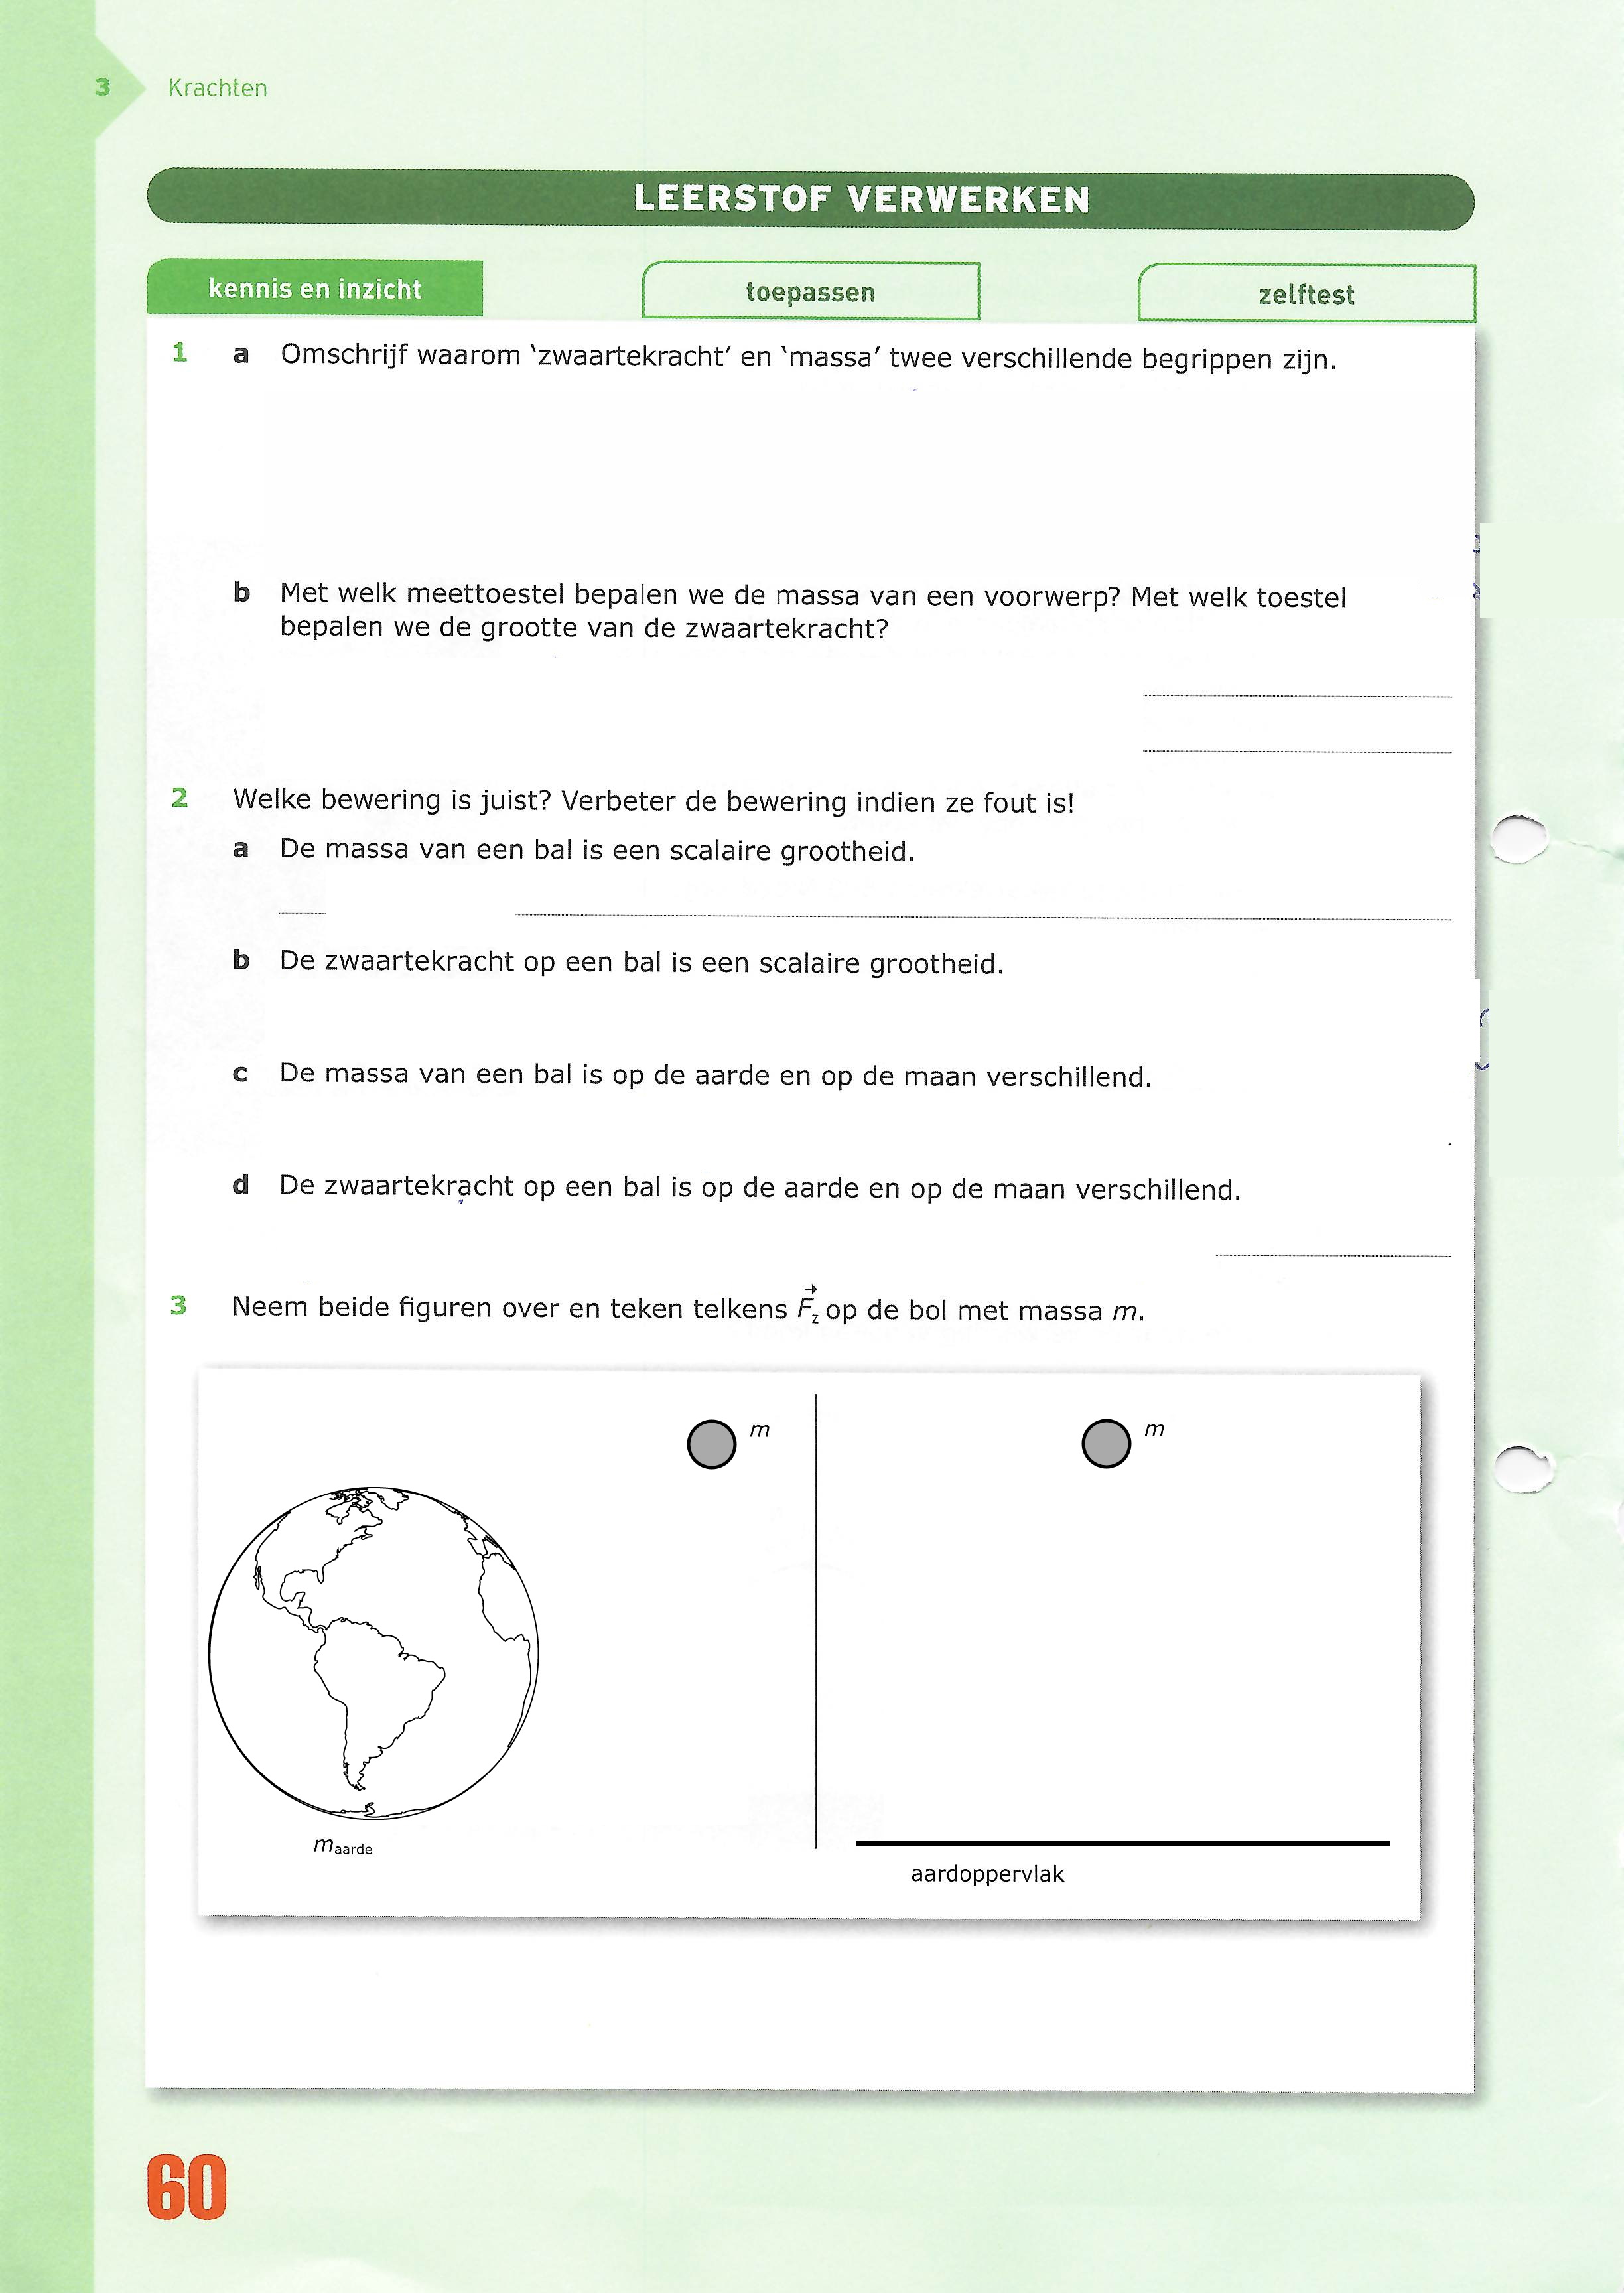 3 Krachten
LEERSTOF VERWERKEN
kennis en inzicht
toepassen
zelftest
1 a Omschrijf waarom ‘zwaartekracht’ en ‘massa’ twee verschillende begrippen zijn.
b Met welk meettoestel bepalen we de massa van een voorwerp? Met welk toestel
bepalen we de grootte van de zwaartekracht?
2 Welke bewering is juist? Verbeter de bewering indien ze fout is!
a De massa van een bal is een scalaire grootheid.
b De zwaartekracht op een bal is een scalaire grootheid.
c De massa van een bal is op de aarde en op de maan verschillend.
d De zwaartekracht op een bal is op de aarde en op de maan verschillend.
3 Neem beide figuren over en teken telkens F⃗z op de bol met massa m.
m
m
maarde
aardoppervlak
60